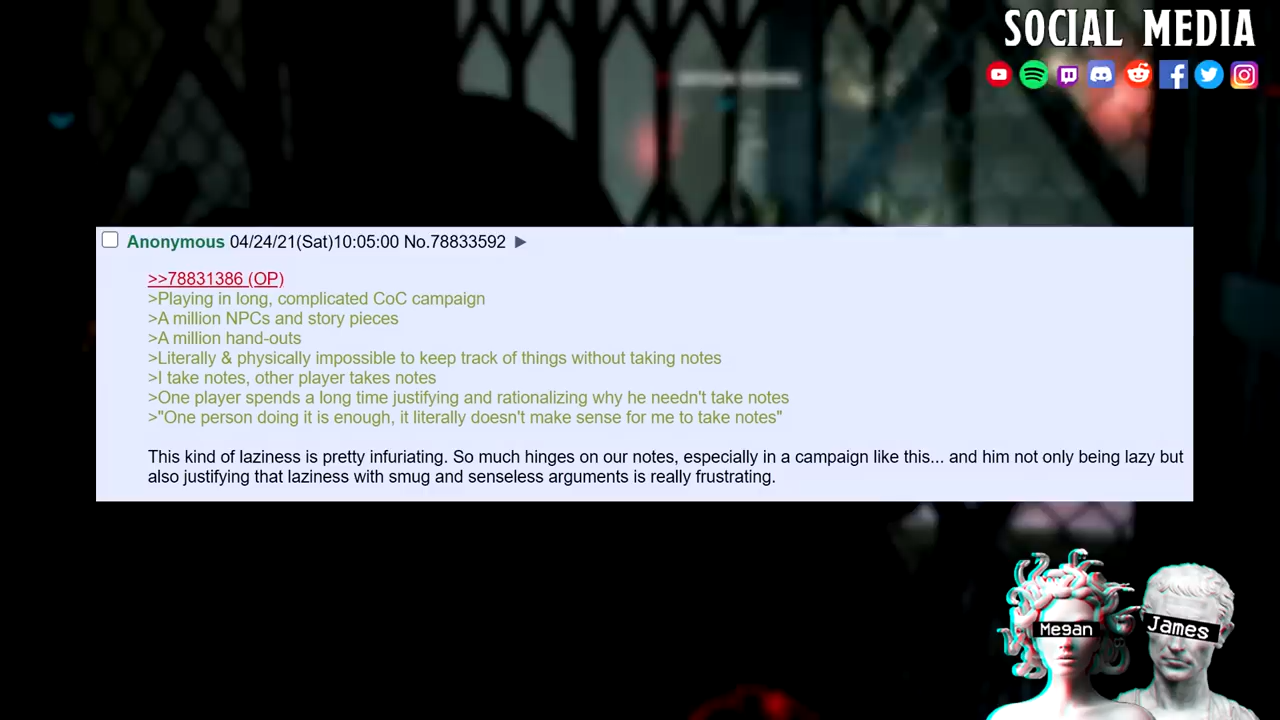 SOCIAL MEDIA
Anonymous 04/24/21(Sat)10:05:00 No.78833592 ▶
>>78831386 (OP)
>Playing in long, complicated CoC campaign
>A million NPCs and story pieces
>A million hand-outs
>Literally & physically impossible to keep track of things without taking notes
>I take notes, other player takes notes
>One player spends a long time justifying and rationalizing why he needn't take notes
>"One person doing it is enough, it literally doesn't make sense for me to take notes"
This kind of laziness is pretty infuriating. So much hinges on our notes, especially in a campaign like this... and him not only being lazy but
also justifying that laziness with smug and senseless arguments is really frustrating.
Megan
James